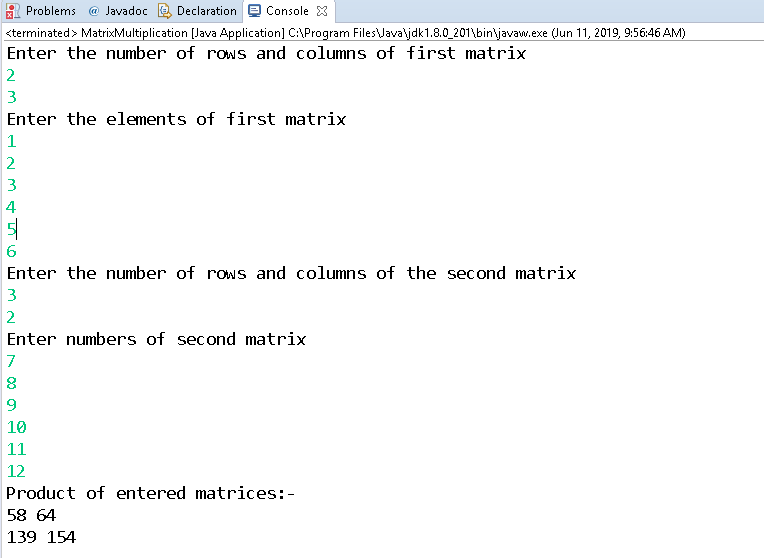 Problems @ Javadoc Declaration Console
<terminated> MatrixMultiplication [Java Application] C:\Program Files\Java\jdk1.8.0_201\bin\javaw.exe (Jun 11, 2019, 9:56:46 AM)
Enter the number of rows and columns of first matrix
2
3
Enter the elements of first matrix
1
2
3
4
5
6
Enter the number of rows and columns of the second matrix
3
2
Enter numbers of second matrix
7
8
9
10
11
12
Product of entered matrices:-
58 64
139 154